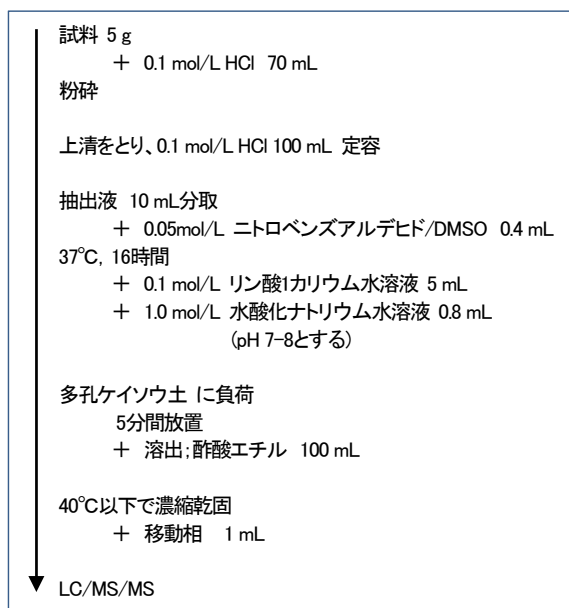 試料 5 g
＋ 0.1 mol/L HCl 70 mL
粉砕
上清をとり、0.1 mol/L HCl 100 mL 定容
抽出液 10 mL分取
＋ 0.05mol/L ニトロベンズアルデヒド/DMSO 0.4 mL
37℃, 16時間
＋ 0.1 mol/L リン酸1カリウム水溶液 5 mL
＋ 1.0 mol/L 水酸化ナトリウム水溶液 0.8 mL
(pH 7-8とする)
多孔ケイソウ土 に負荷
5分間放置
＋ 溶出;酢酸エチル 100 mL
40℃以下で濃縮乾固
＋ 移動相 1 mL
LC/MS/MS